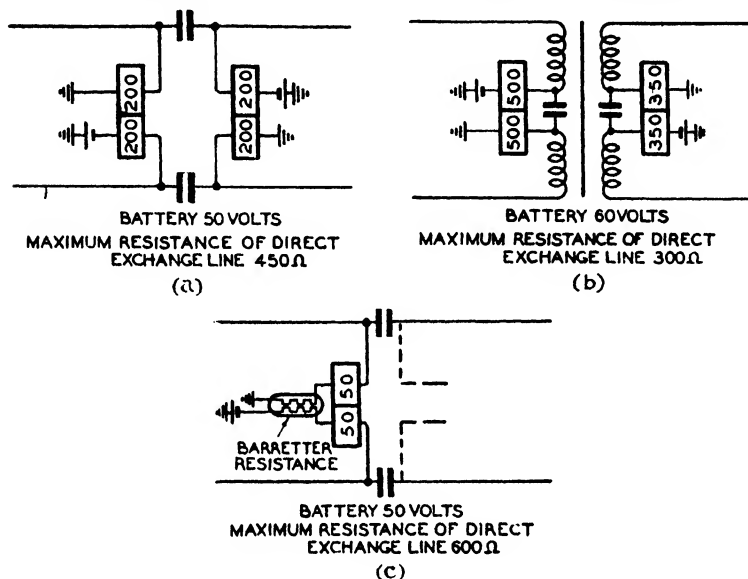 200
200
200
200
BATTERY 50 VOLTS
MAXIMUM RESISTANCE OF DIRECT
EXCHANGE LINE 450Ω
(a)
500
500
350
350
BATTERY 60 VOLTS
MAXIMUM RESISTANCE OF DIRECT
EXCHANGE LINE 300Ω
(b)
50
50
BARRETTER
RESISTANCE
BATTERY 50 VOLTS
MAXIMUM RESISTANCE OF DIRECT
EXCHANGE LINE 600Ω
(c)